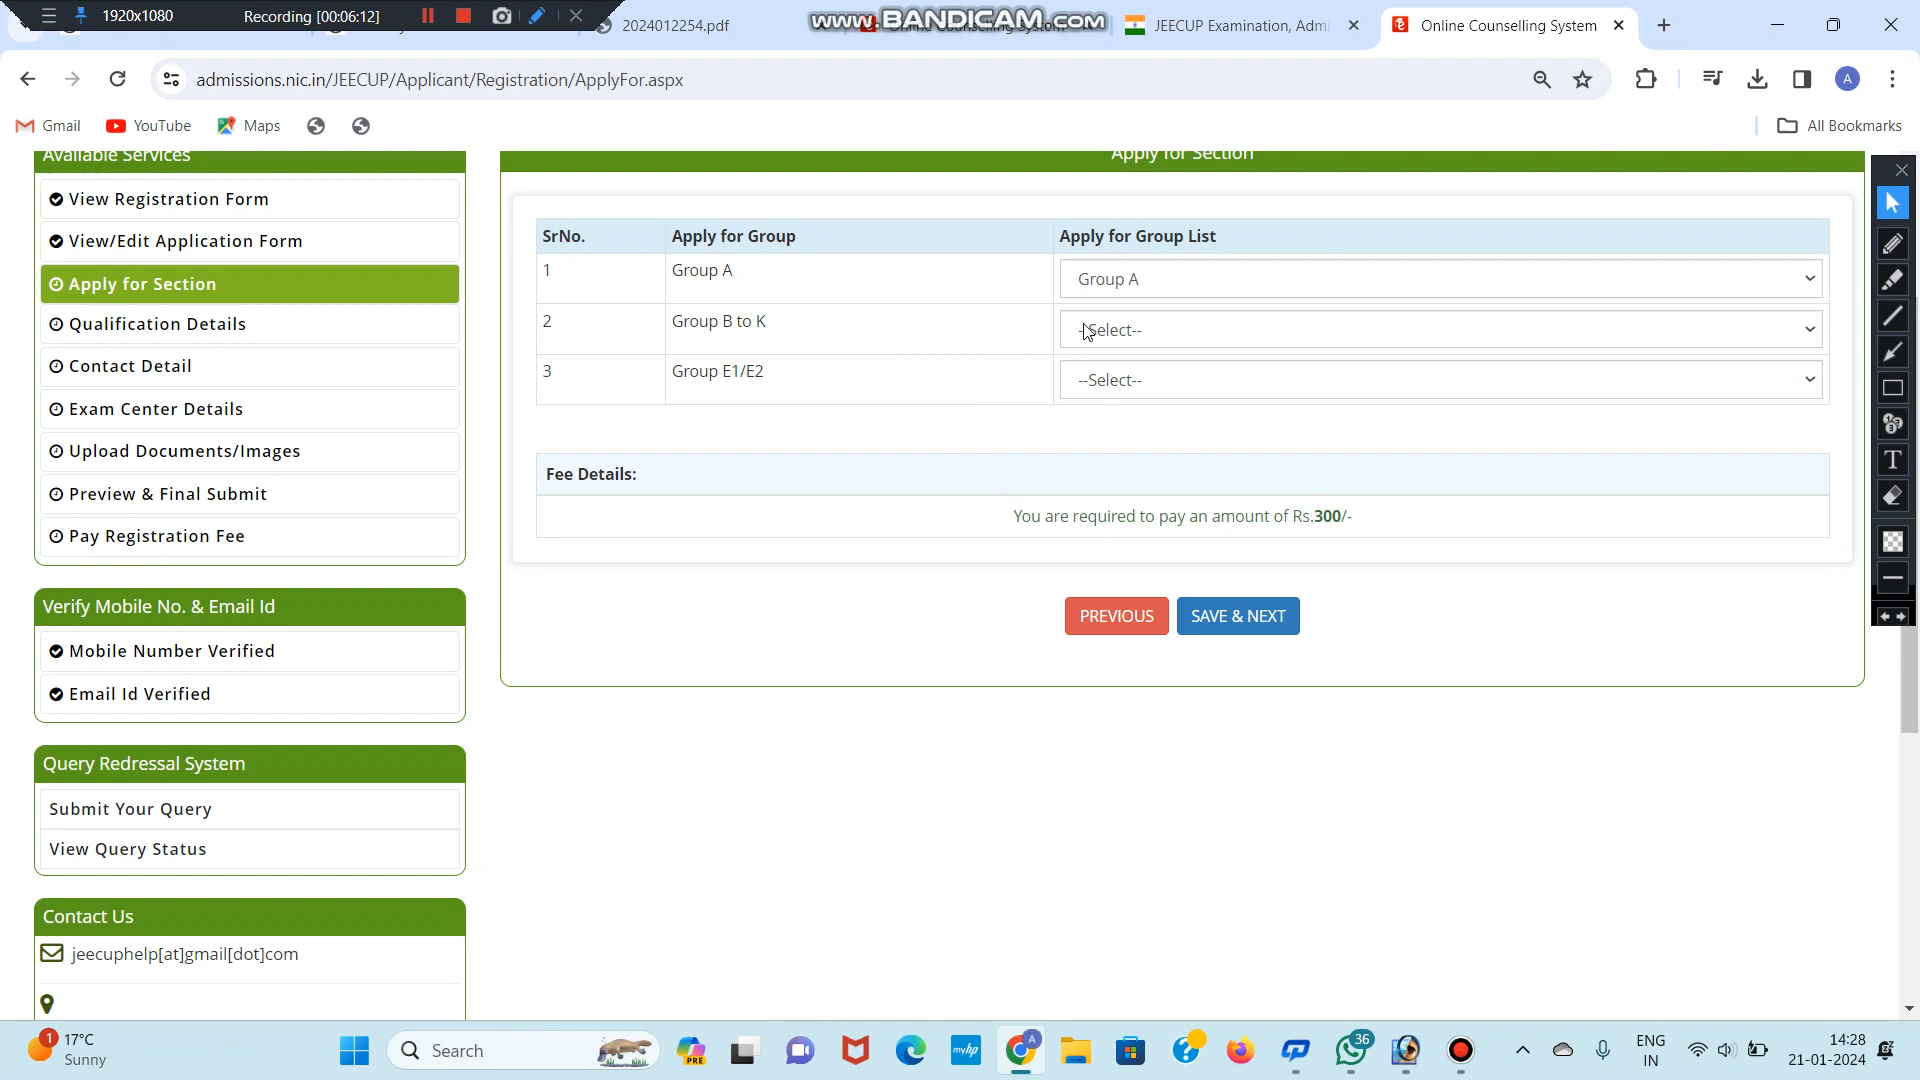 1920x1080
Recording [00:06:12]
2024012254.pdf
www.BANDICAM.com
JEECUP Examination, Admi
Online Counselling System
admissions.nic.in/JEECUP/Applicant/Registration/ApplyFor.aspx
A
Gmail
YouTube
Maps
All Bookmarks
Available Services
View Registration Form
View/Edit Application Form
Apply for Section
Qualification Details
Contact Detail
Exam Center Details
Upload Documents/Images
Preview & Final Submit
Pay Registration Fee
Verify Mobile No. & Email Id
Mobile Number Verified
Email Id Verified
Query Redressal System
Submit Your Query
View Query Status
Contact Us
jeecuphelp[at]gmail[dot]com
Apply for Section
SrNo. Apply for Group Apply for Group List
1 Group A Group A
2 Group B to K --Select--
3 Group E1/E2 --Select--
Fee Details:
You are required to pay an amount of Rs.300/-
PREVIOUS SAVE & NEXT
1
17°C
Sunny
Search
PRE
myhp
A
36
ENG
IN
14:28
21-01-2024